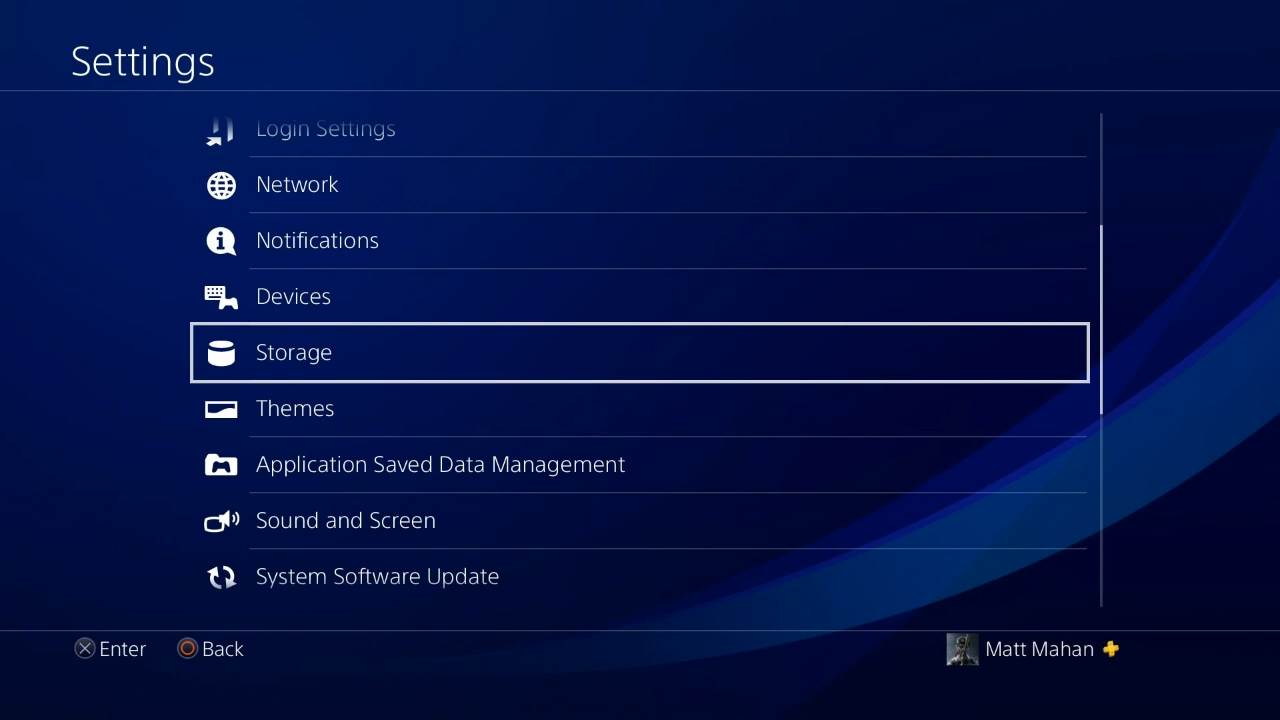 Settings
Login Settings
Network
Notifications
Devices
Storage
Themes
Application Saved Data Management
Sound and Screen
System Software Update
Enter Back Matt Mahan